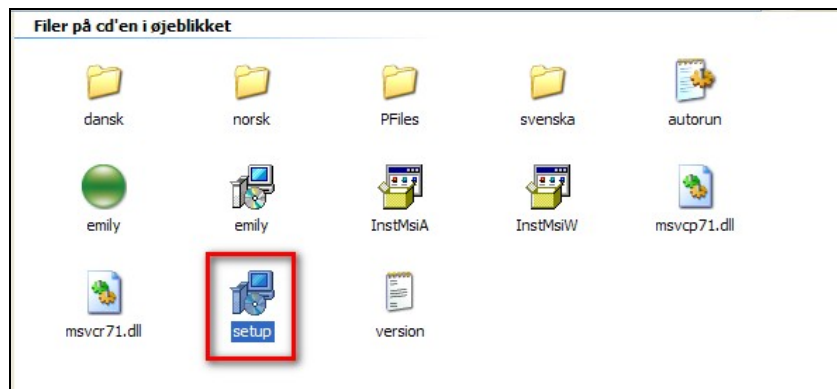 Filer på cd'en i øjeblikket
dansk
norsk
PFiles
svenska
autorun
emily
emily
InstMsiA
InstMsiW
msvcp71.dll
msvcr71.dll
setup
version